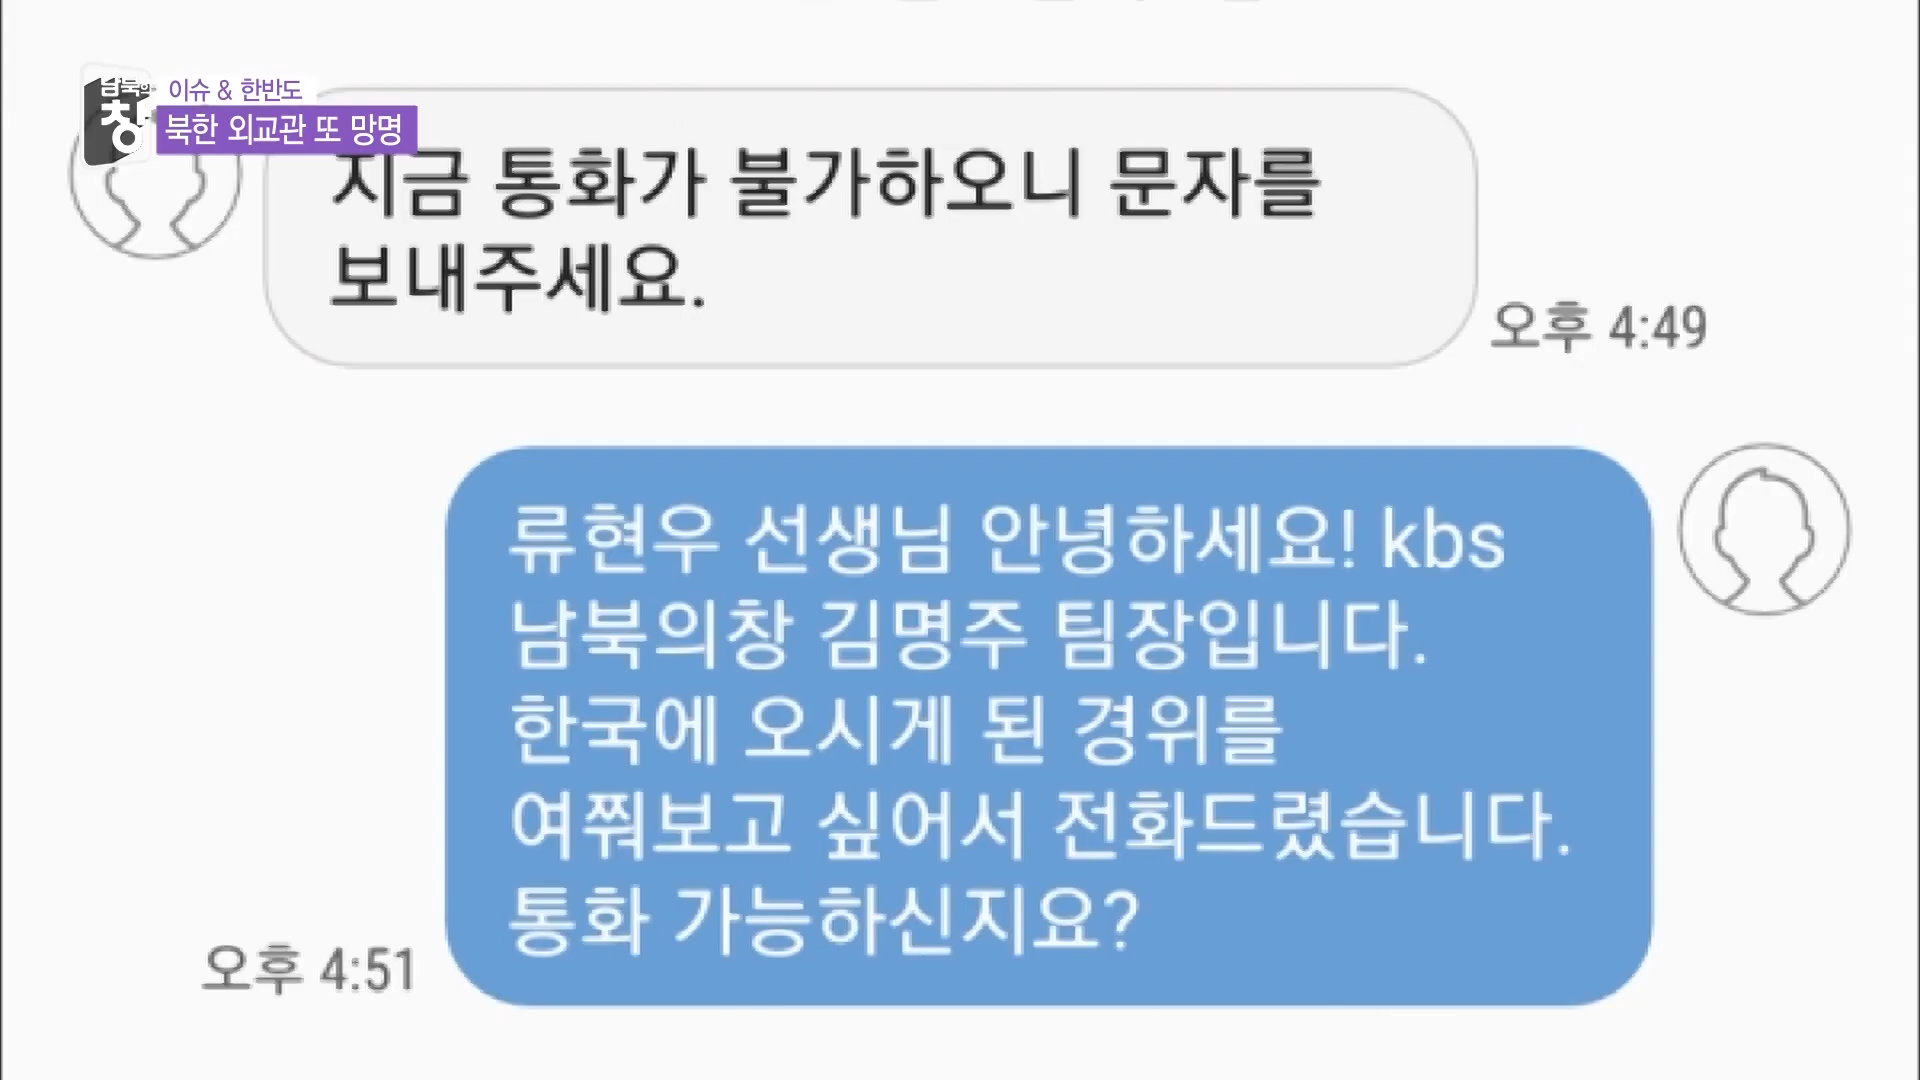 남북의
창
이슈 & 한반도
북한 외교관 또 망명
지금 통화가 불가하오니 문자를
보내주세요.
오후 4:49
류현우 선생님 안녕하세요! kbs
남북의창 김명주 팀장입니다.
한국에 오시게 된 경위를
여쭤보고 싶어서 전화드렸습니다.
통화 가능하신지요?
오후 4:51